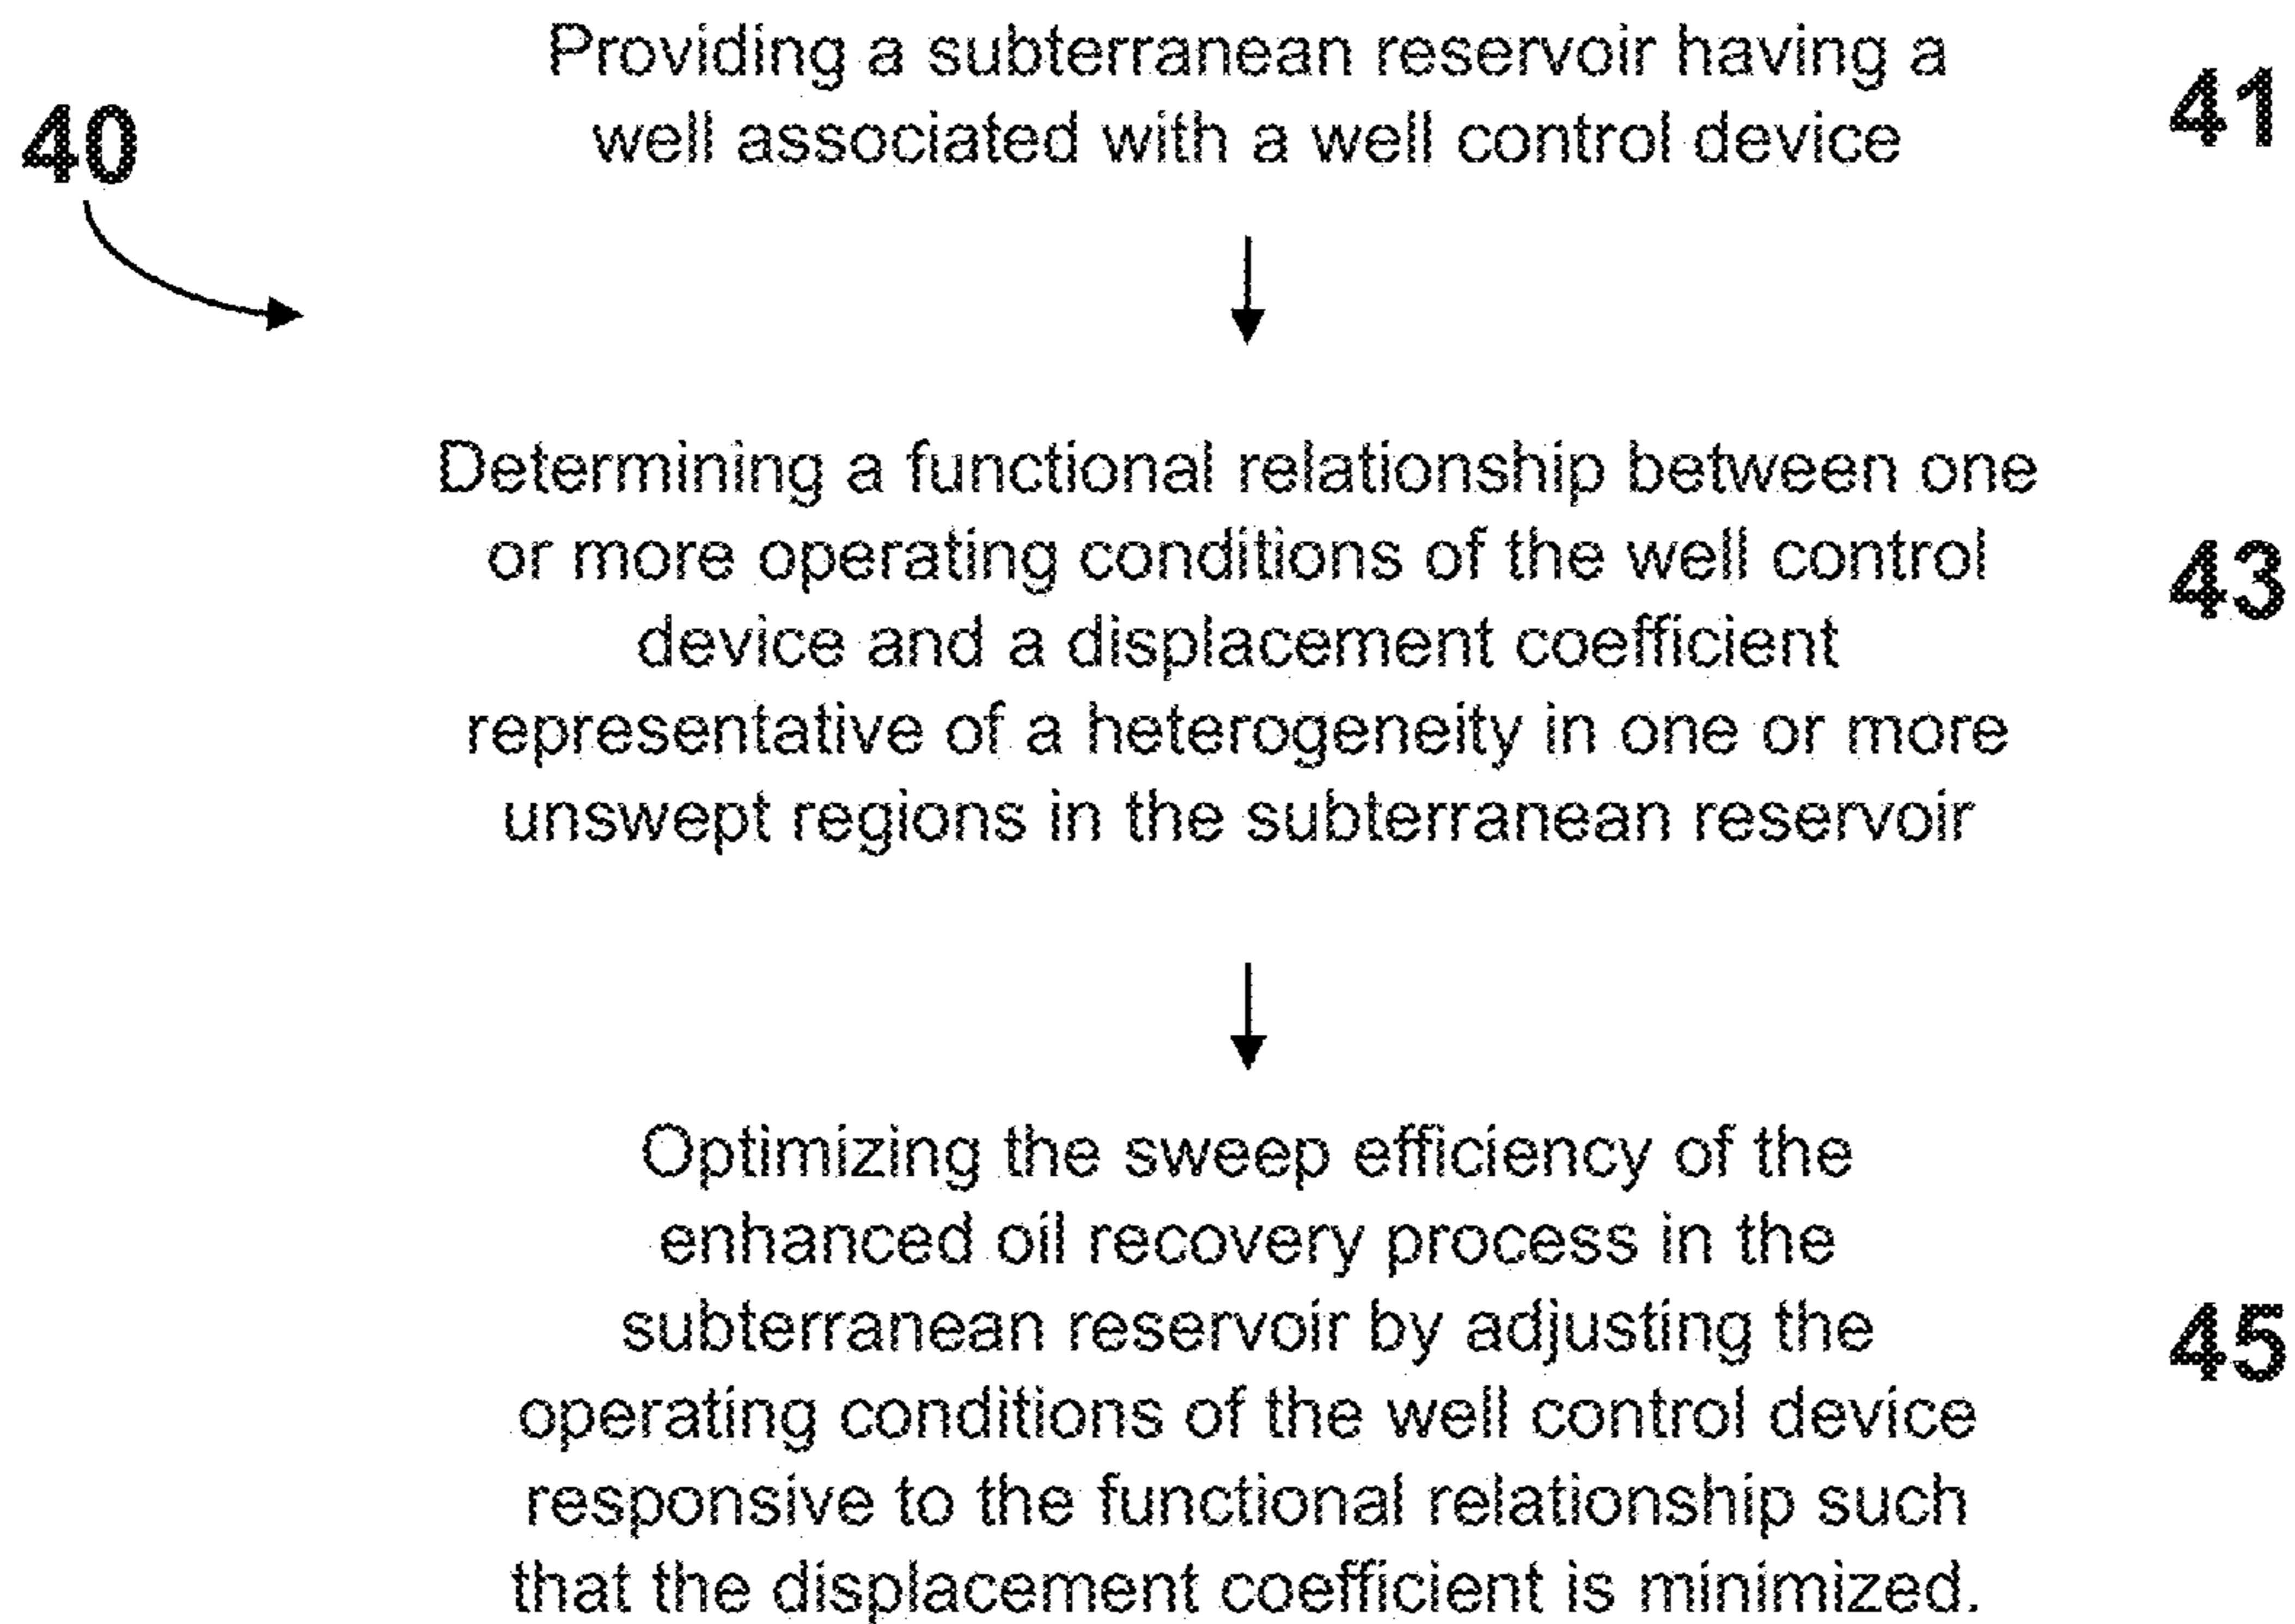 Providing a subterranean reservoir having a
40
well associated with a well control device
41
Determining a functional relationship between one
or more operating conditions of the well control
43
device and a displacement coefficient
representative of a heterogeneity in one or more
unswept regions in the subterranean reservoir
Optimizing the sweep efficiency of the
enhanced oil recovery process in the
subterranean reservoir by adjusting the
45
operating conditions of the well control device
responsive to the functional relationship such
that the displacement coefficient is minimized.